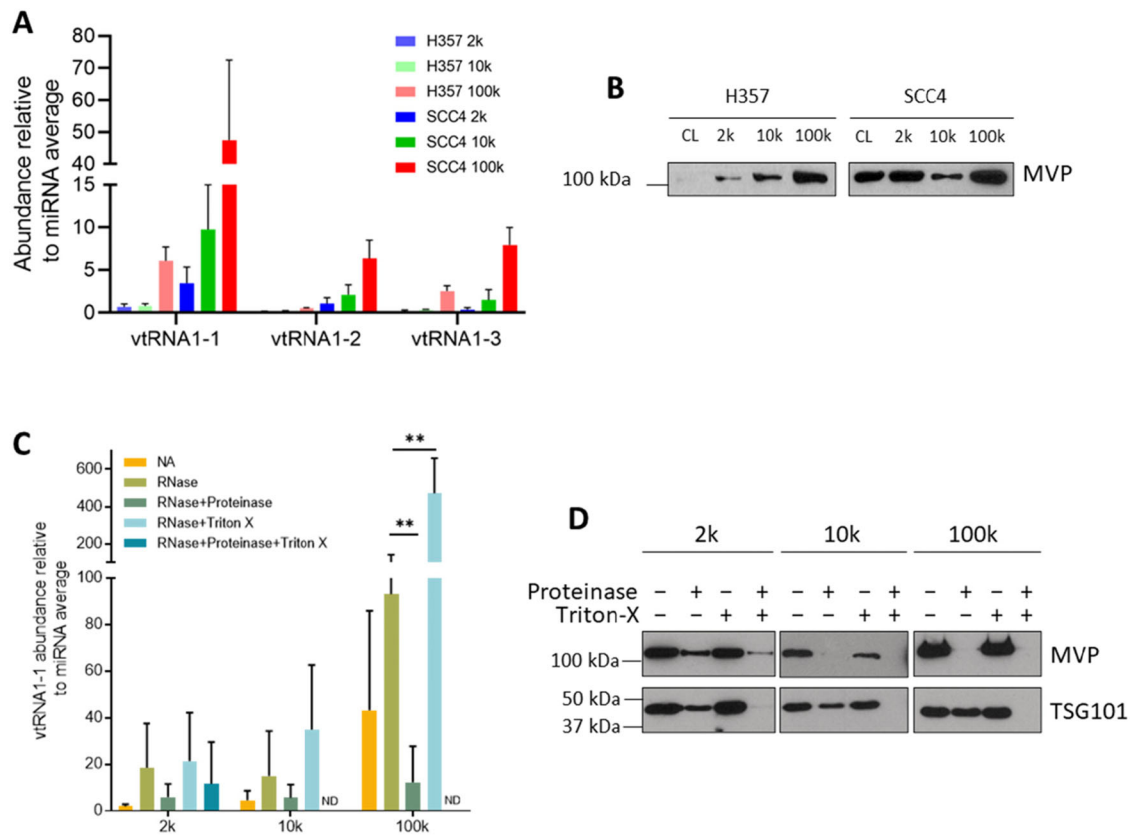 A
Abundance relative
to miRNA average
80
70
60
50
40
15
10
5
0
H357 2k
H357 10k
H357 100k
SCC4 2k
SCC4 10k
SCC4 100k
vtRNA1-1 vtRNA1-2 vtRNA1-3
B
H357 SCC4
CL 2k 10k 100k CL 2k 10k 100k
100 kDa MVP
C
vtRNA1-1 abundance relative
to miRNA average
600
400
200
100
80
60
40
20
0
NA
RNase
RNase+Proteinase
RNase+Triton X
RNase+Proteinase+Triton X
**
**
ND ND
2k 10k 100k
D
2k 10k 100k
Proteinase − + − + − + − + − + − +
Triton-X − − + + − − + + − − + +
100 kDa MVP
50 kDa
37 kDa
TSG101